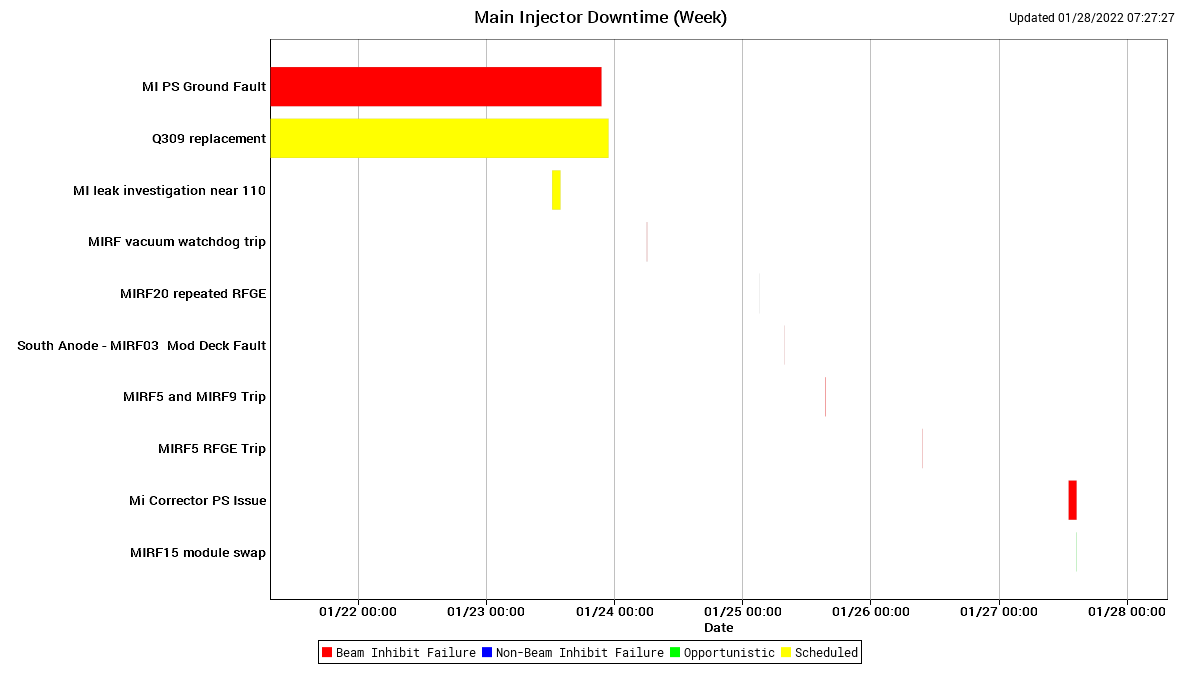 Main Injector Downtime (Week)
Updated 01/28/2022 07:27:27
MI PS Ground Fault
Q309 replacement
MI leak investigation near 110
MIRF vacuum watchdog trip
MIRF20 repeated RFGE
South Anode - MIRF03  Mod Deck Fault
MIRF5 and MIRF9 Trip
MIRF5 RFGE Trip
Mi Corrector PS Issue
MIRF15 module swap
01/22 00:00 01/23 00:00 01/24 00:00 01/25 00:00 01/26 00:00 01/27 00:00 01/28 00:00
Date
Beam Inhibit Failure Non-Beam Inhibit Failure Opportunistic Scheduled